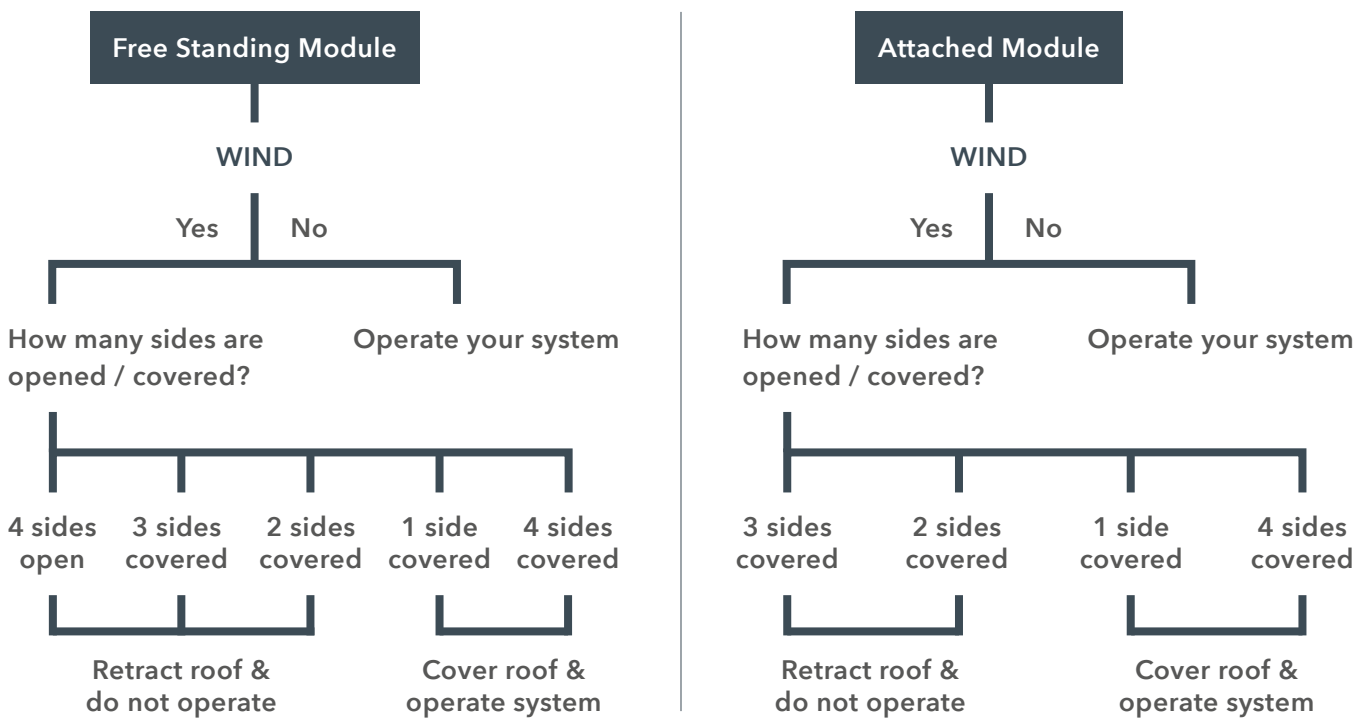 Free Standing Module
WIND
Yes
No
How many sides are
opened / covered?
Operate your system
4 sides
open
3 sides
covered
2 sides
covered
1 side
covered
4 sides
covered
Retract roof &
do not operate
Cover roof &
operate system
Attached Module
WIND
Yes
No
How many sides are
opened / covered?
Operate your system
3 sides
covered
2 sides
covered
1 side
covered
4 sides
covered
Retract roof &
do not operate
Cover roof &
operate system